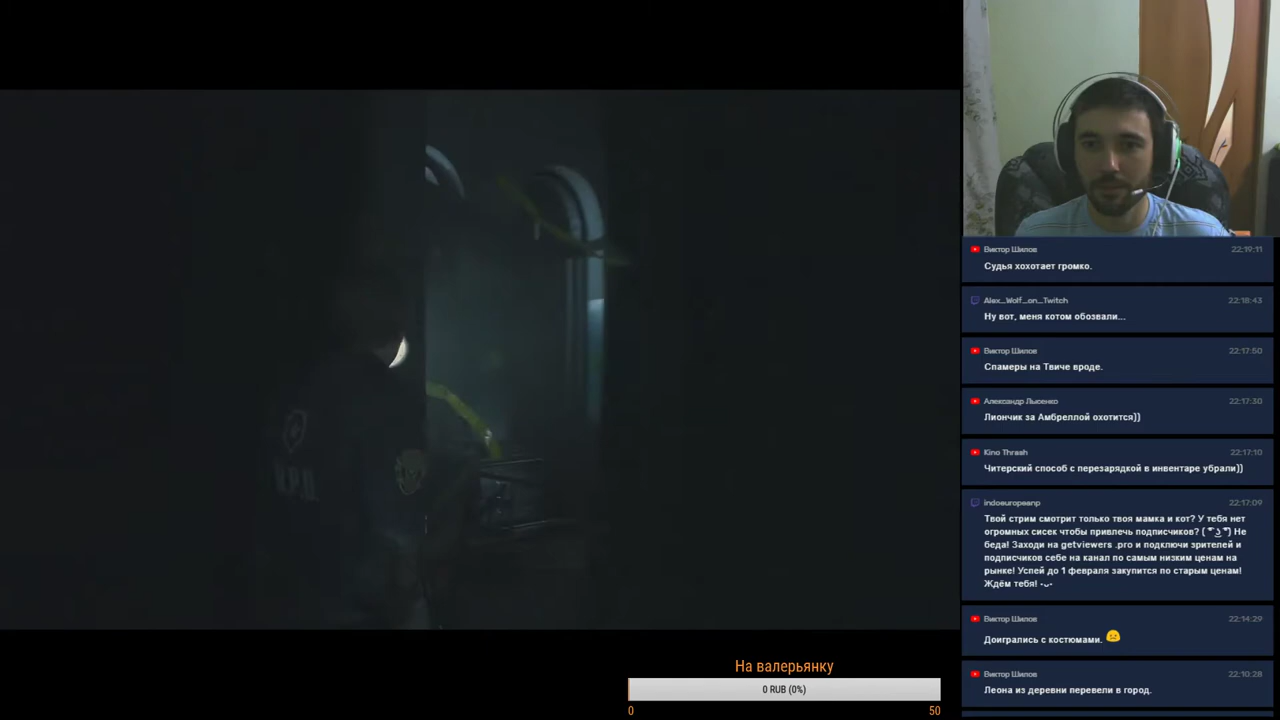 Виктор Шилов 22:19:11
Судья хохотает громко.
Alex_Wolf_on_Twitch 22:18:43
Ну вот, меня котом обозвали...
Виктор Шилов 22:17:50
Спамеры на Твиче вроде.
Александр Лысенко 22:17:30
Лиончик за Амбреллой охотится))
Kino Thrash 22:17:10
Читерский способ с перезарядкой в инвентаре убрали))
indoeuropeanp 22:17:09
Твой стрим смотрит только твоя мамка и кот? У тебя нет
огромных сисек чтобы привлечь подписчиков? ( ͡° ͜ʖ ͡°) Не
беда! Заходи на getviewers .pro и подключи зрителей и
подписчиков себе на канал по самым низким ценам на
рынке! Успей до 1 февраля закупится по старым ценам!
Ждём тебя! -ᴗ-
Виктор Шилов 22:14:29
Доигрались с костюмами.
Виктор Шилов 22:10:28
Леона из деревни перевели в город.
На валерьянку
0 RUB (0%)
0 50